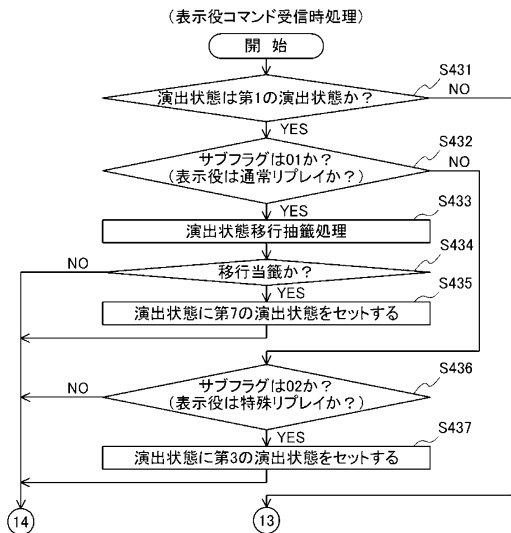 (表示役コマンド受信時処理)
開 始
S431
演出状態は第1の演出状態か？
NO
YES
S432
サブフラグは01か？
(表示役は通常リプレイか？)
NO
YES
S433
演出状態移行抽籤処理
S434
移行当籤か？
NO
YES
S435
演出状態に第7の演出状態をセットする
S436
サブフラグは02か？
(表示役は特殊リプレイか？)
NO
YES
S437
演出状態に第3の演出状態をセットする
14
13